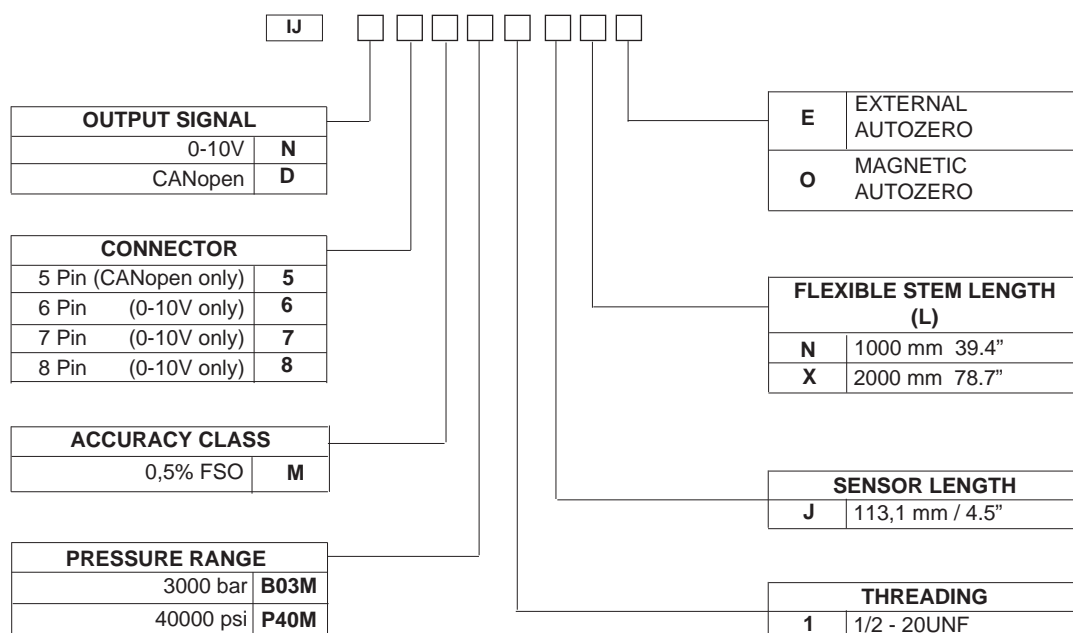 IJ
OUTPUT SIGNAL
0-10V N
CANopen D
CONNECTOR
5 Pin (CANopen only) 5
6 Pin (0-10V only) 6
7 Pin (0-10V only) 7
8 Pin (0-10V only) 8
ACCURACY CLASS
0,5% FSO M
PRESSURE RANGE
3000 bar B03M
40000 psi P40M
E EXTERNAL
AUTOZERO
O MAGNETIC
AUTOZERO
FLEXIBLE STEM LENGTH
(L)
N 1000 mm 39.4”
X 2000 mm 78.7”
SENSOR LENGTH
J 113,1 mm / 4.5”
THREADING
1 1/2 - 20UNF